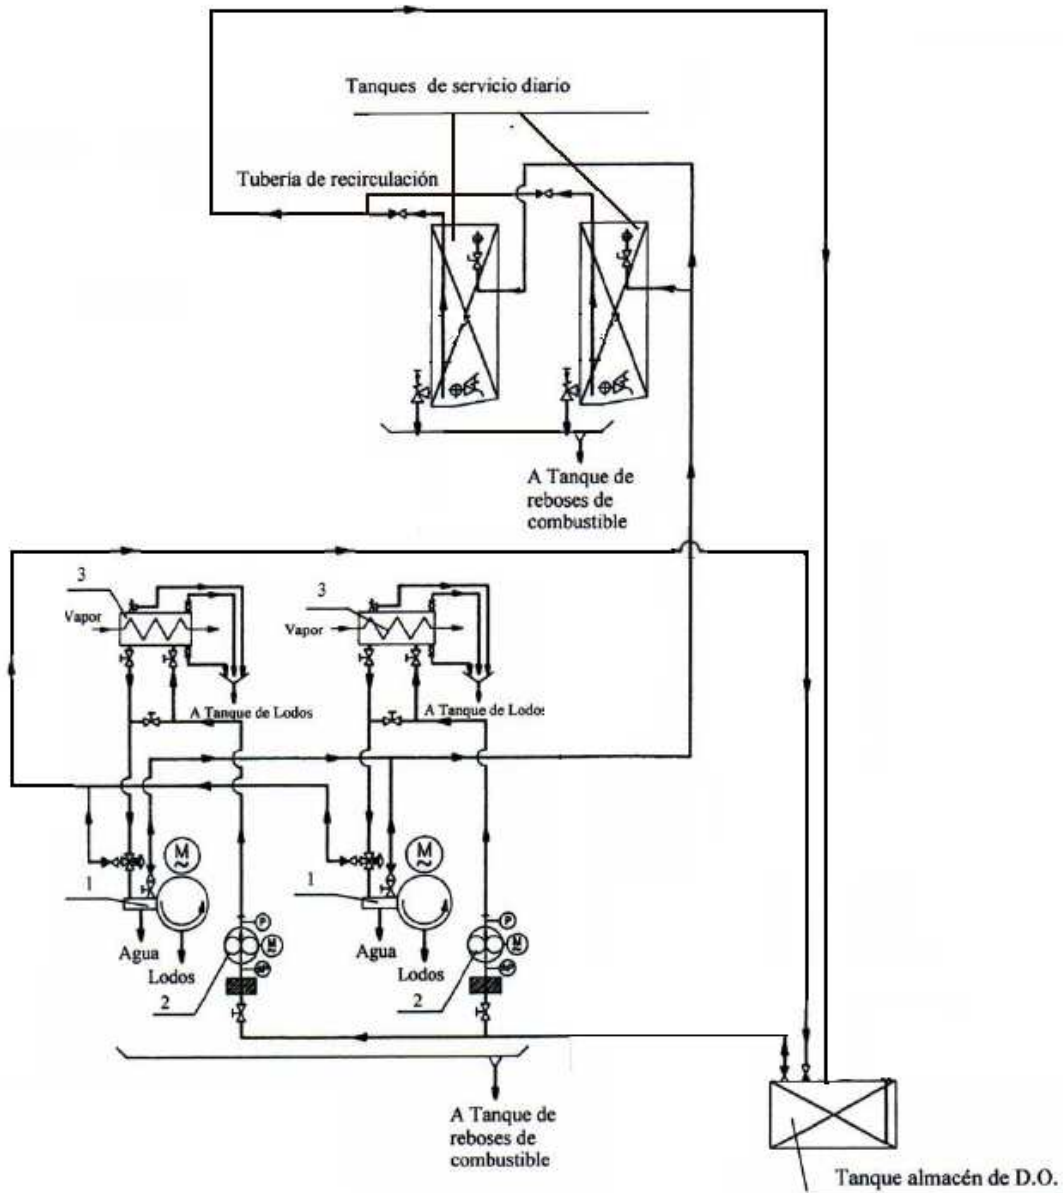 Tanques de servicio diario
Tubería de recirculación
A Tanque de
reboses de
combustible
3
Vapor
3
Vapor
A Tanque de Lodos
A Tanque de Lodos
M
~
M
~
1
1
Agua
Lodos
Agua
Lodos
P
M
~
P
M
~
2
2
A Tanque de
reboses de
combustible
Tanque almacén de D.O.